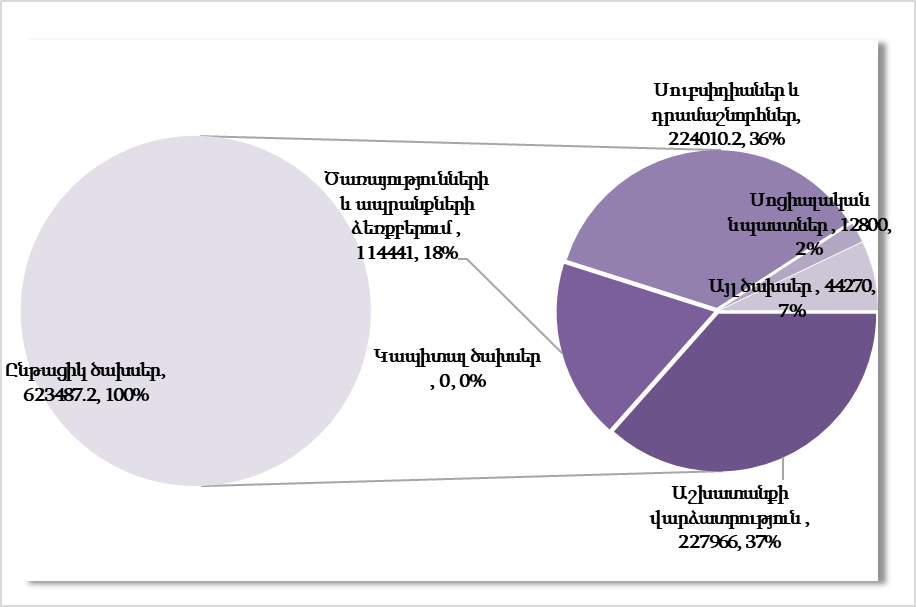 Սուբսիդիաներ և
դրամաշնորհներ,
224010.2, 36%
Ծառայությունների
և ապրանքների
ձեռքբերում ,
114441, 18%
Սոցիալական
նպաստներ , 12800,
2%
Այլ ծախսեր , 44270,
7%
Կապիտալ ծախսեր
, 0, 0%
Ընթացիկ ծախսեր,
623487.2, 100%
Աշխատանքի
վարձատրություն ,
227966, 37%